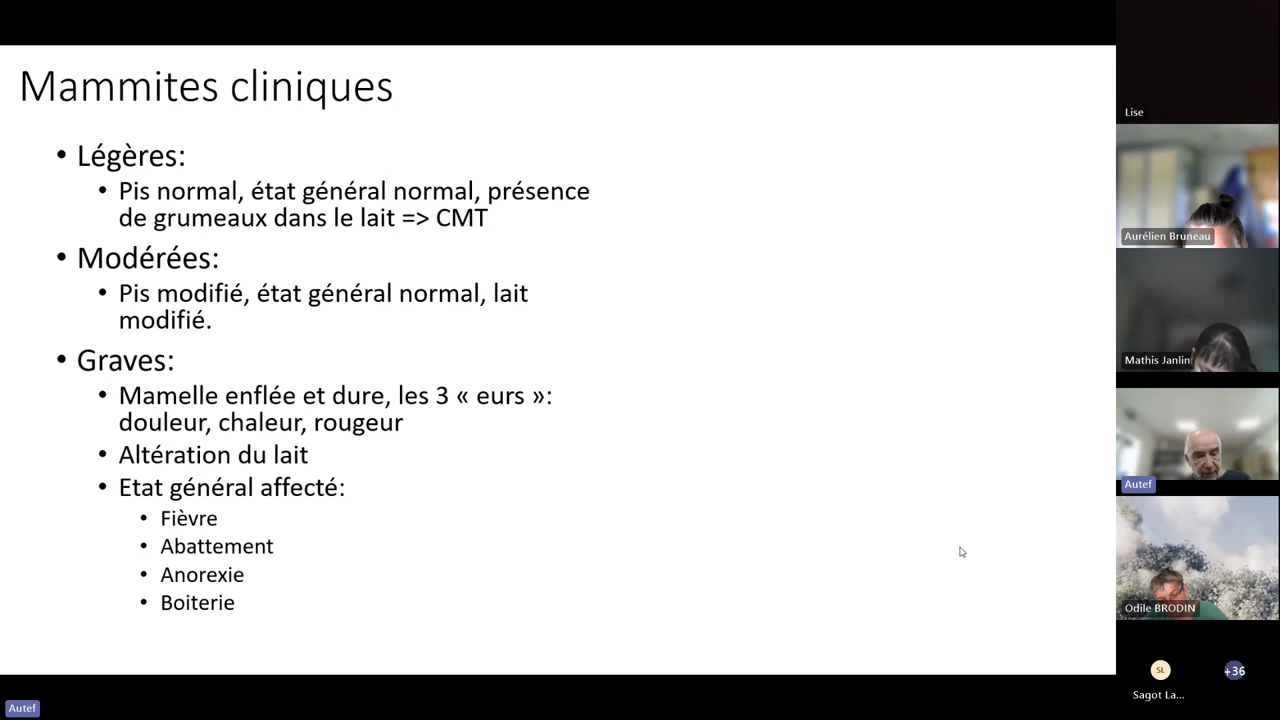 Mammites cliniques
• Légères:
• Pis normal, état général normal, présence
de grumeaux dans le lait => CMT
• Modérées:
• Pis modifié, état général normal, lait
modifié.
• Graves:
• Mamelle enflée et dure, les 3 « eurs »:
douleur, chaleur, rougeur
• Altération du lait
• Etat général affecté:
• Fièvre
• Abattement
• Anorexie
• Boiterie
Lise
Aurélien Bruneau
Mathis Janlin
Autef
Odile BRODIN
SL
+36
Sagot La...
Autef